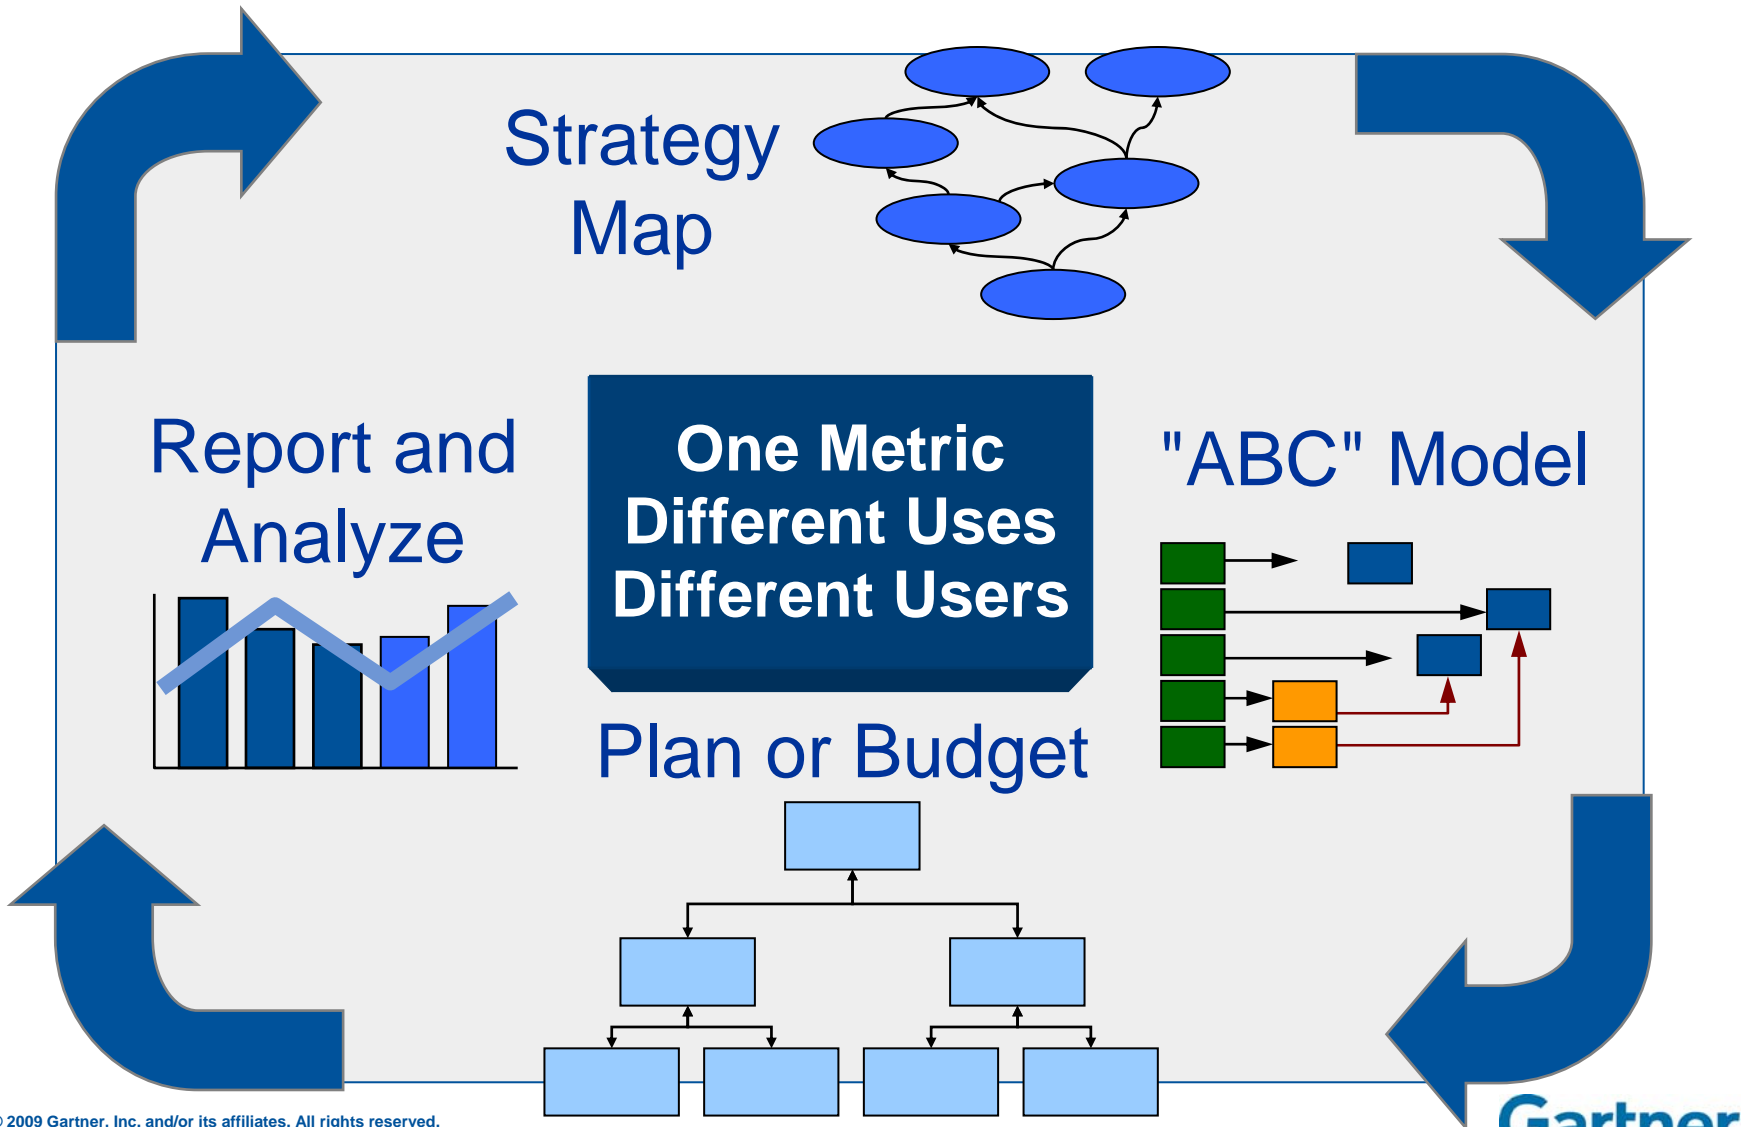 Strategy
Map
Report and
Analyze
One Metric
Different Uses
Different Users
"ABC" Model
Plan or Budget
© 2009 Gartner, Inc. and/or its affiliates. All rights reserved.
Gartner